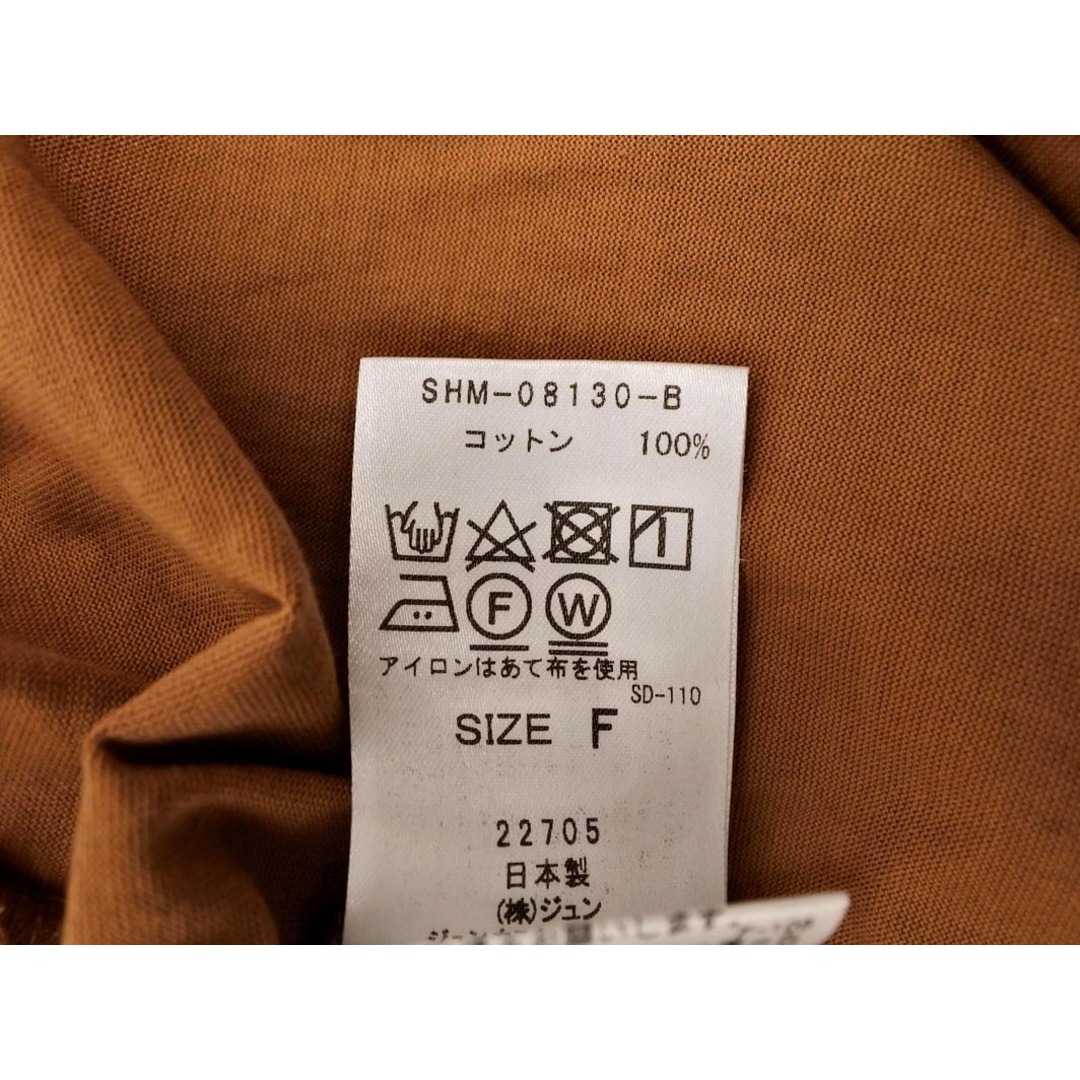 SHM-08130-B
コットン 100%
F W
アイロンはあて布を使用
SD-110
SIZE F
22705
日本製
(株)ジュン